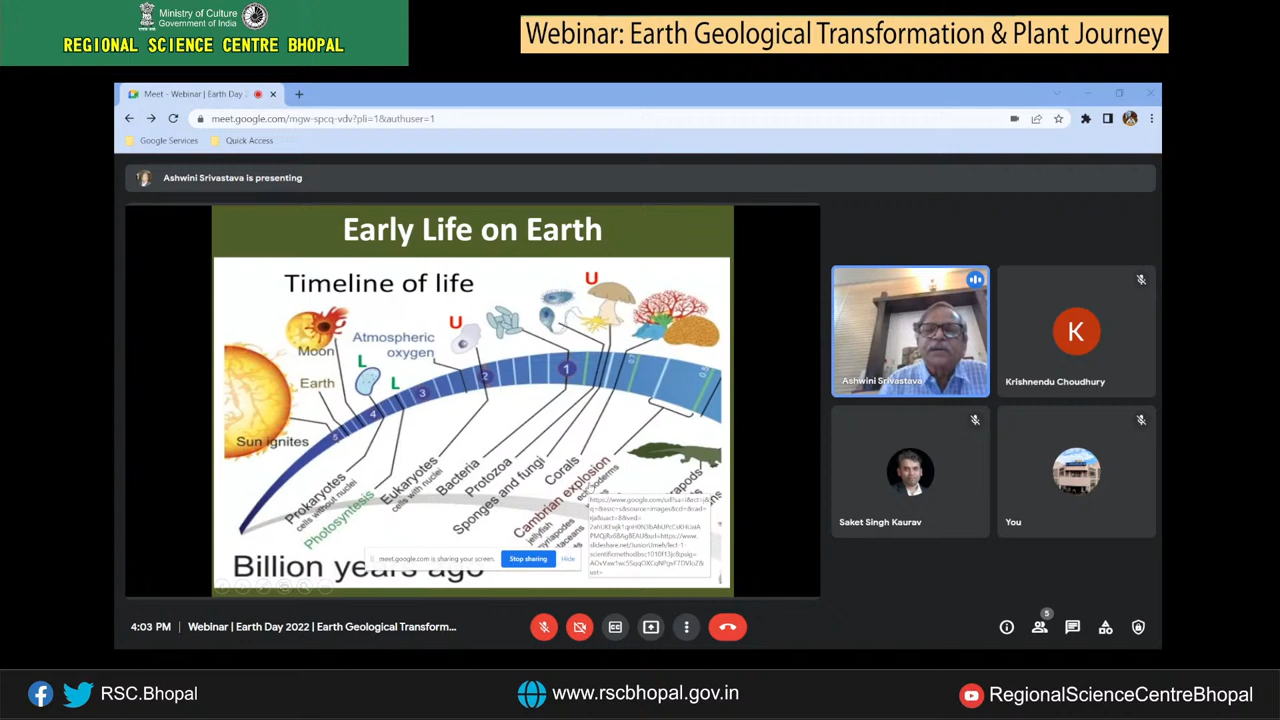 Ministry of Culture
Government of India
REGIONAL SCIENCE CENTRE BHOPAL
Webinar: Earth Geological Transformation & Plant Journey
Meet - Webinar | Earth Day
meet.google.com/mgw-spcq-vdv?pli=1&authuser=1
Google Services
Quick Access
Ashwini Srivastava is presenting
Early Life on Earth
Timeline of life
U
U
Moon
Atmospheric
oxygen
L
L
Earth
Sun ignites
5
4
3
2
1
Prokaryotes
cells without nuclei
Photosyntesis
Eukaryotes
cells with nuclei
Bacteria
Protozoa
Sponges and fungi
Corals
Cambrian explosion
jellyfish
Billion years ago
meet.google.com is sharing your screen.
Stop sharing
Hide
Ashwini Srivastava
K
Krishnendu Choudhury
Saket Singh Kaurav
You
4:03 PM
Webinar | Earth Day 2022 | Earth Geological Transform...
5
RSC.Bhopal
www.rscbhopal.gov.in
RegionalScienceCentreBhopal